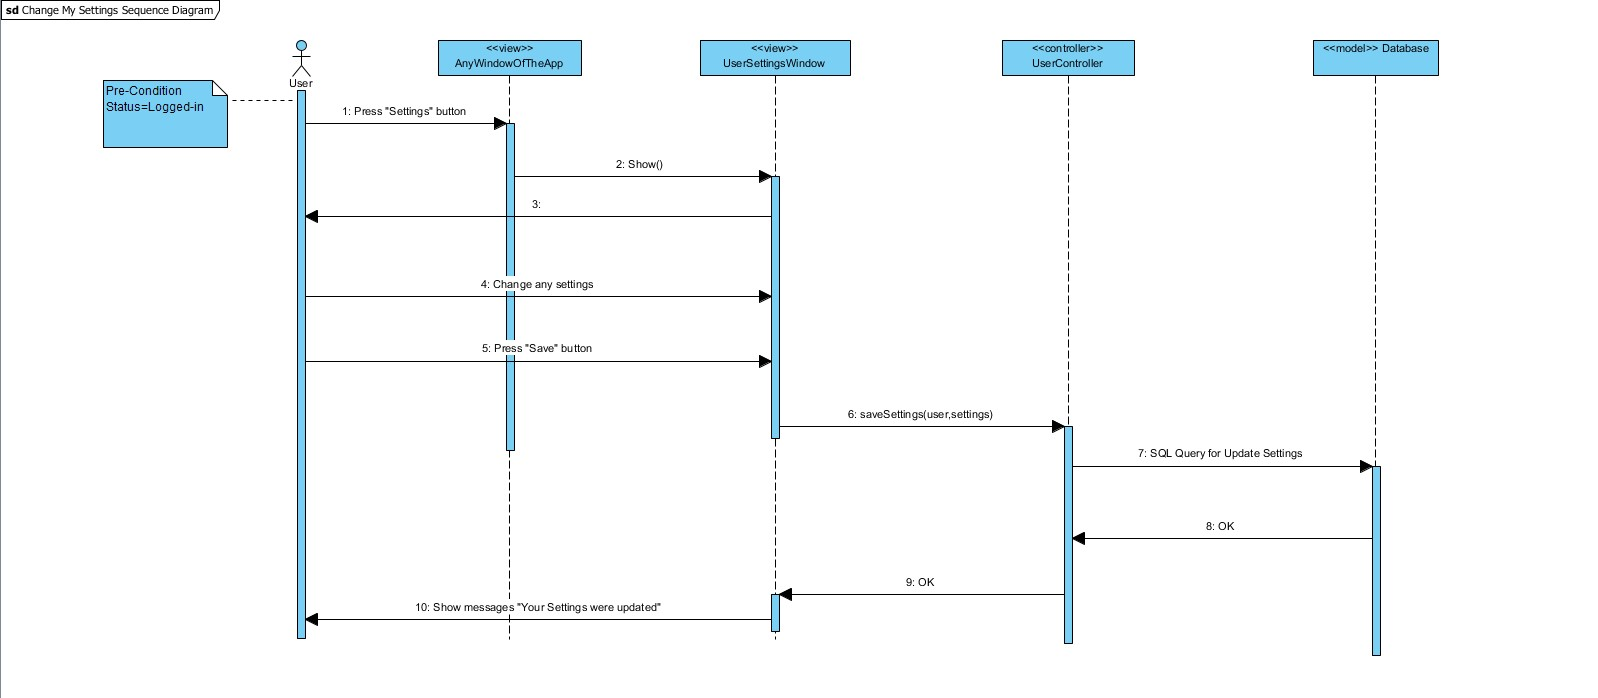 sd Change My Settings Sequence Diagram
<<view>>
AnyWindowOfTheApp
<<view>>
UserSettingsWindow
<<controller>>
UserController
<<model>> Database
User
Pre-Condition
Status=Logged-in
1: Press "Settings" button
2: Show()
3:
4: Change any settings
5: Press "Save" button
6: saveSettings(user,settings)
7: SQL Query for Update Settings
8: OK
9: OK
10: Show messages "Your Settings were updated"